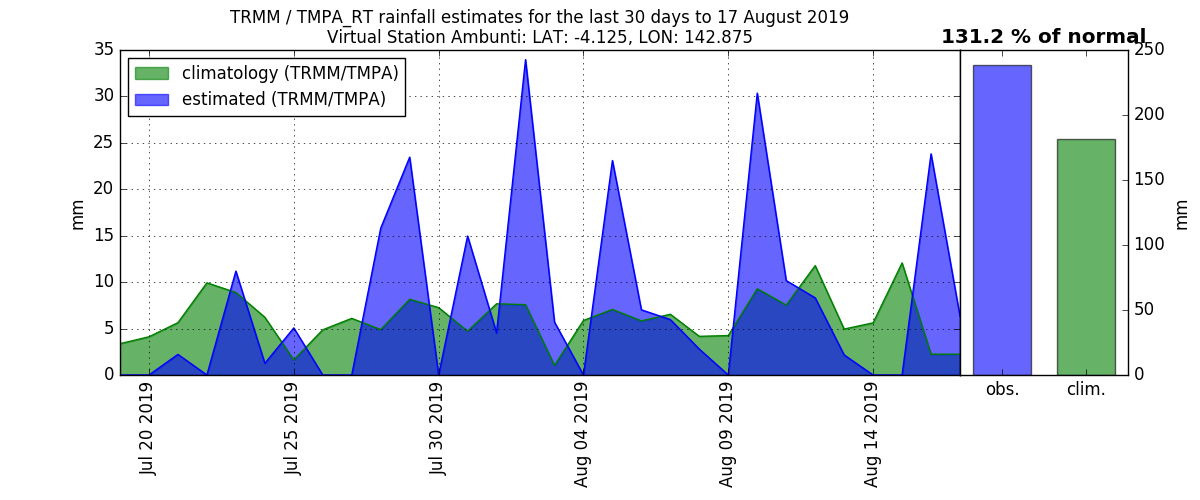 TRMM / TMPA_RT rainfall estimates for the last 30 days to 17 August 2019
Virtual Station Ambunti: LAT: -4.125, LON: 142.875
131.2 % of normal
climatology (TRMM/TMPA)
estimated (TRMM/TMPA)
35
30
25
20
15
10
5
0
mm
Jul 20 2019
Jul 25 2019
Jul 30 2019
Aug 04 2019
Aug 09 2019
Aug 14 2019
obs.
clim.
250
200
150
100
50
0
mm